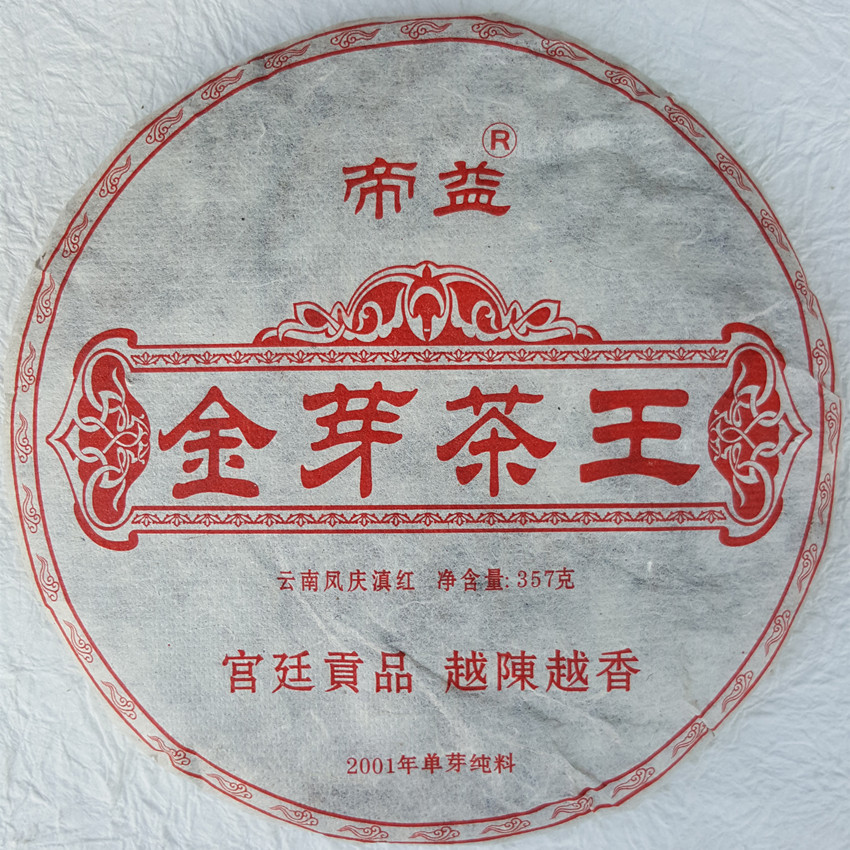 帝益®
金芽茶王
云南凤庆滇红 净含量:357克
宫廷貢品 越陳越香
2001年单芽纯料